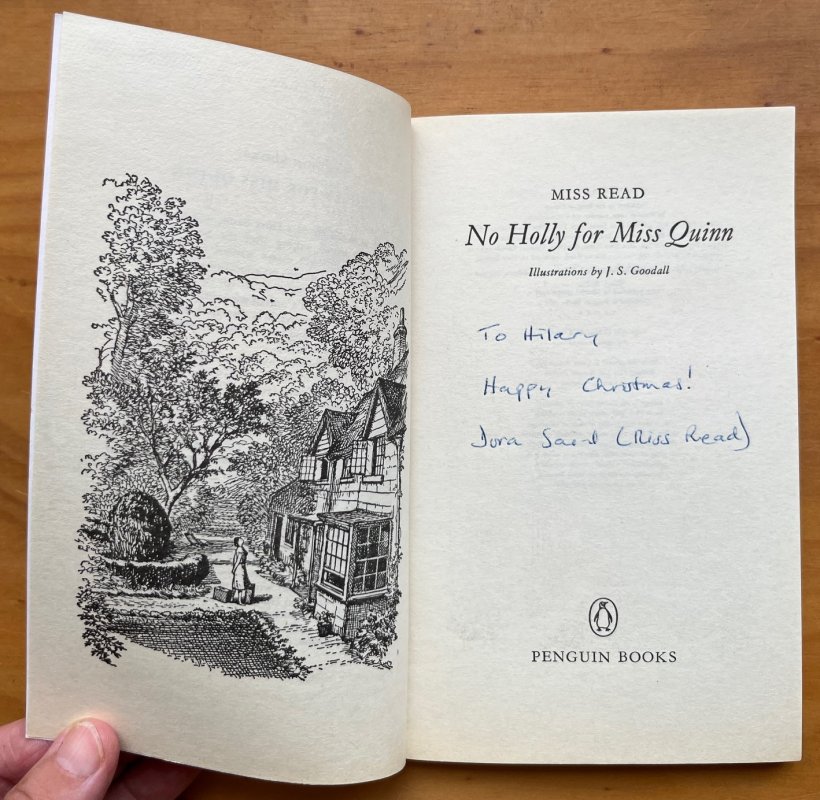 MISS READ
No Holly for Miss Quinn
Illustrations by J. S. Goodall
To Hilary
Happy Christmas!
Dora Saint (Miss Read)
PENGUIN BOOKS